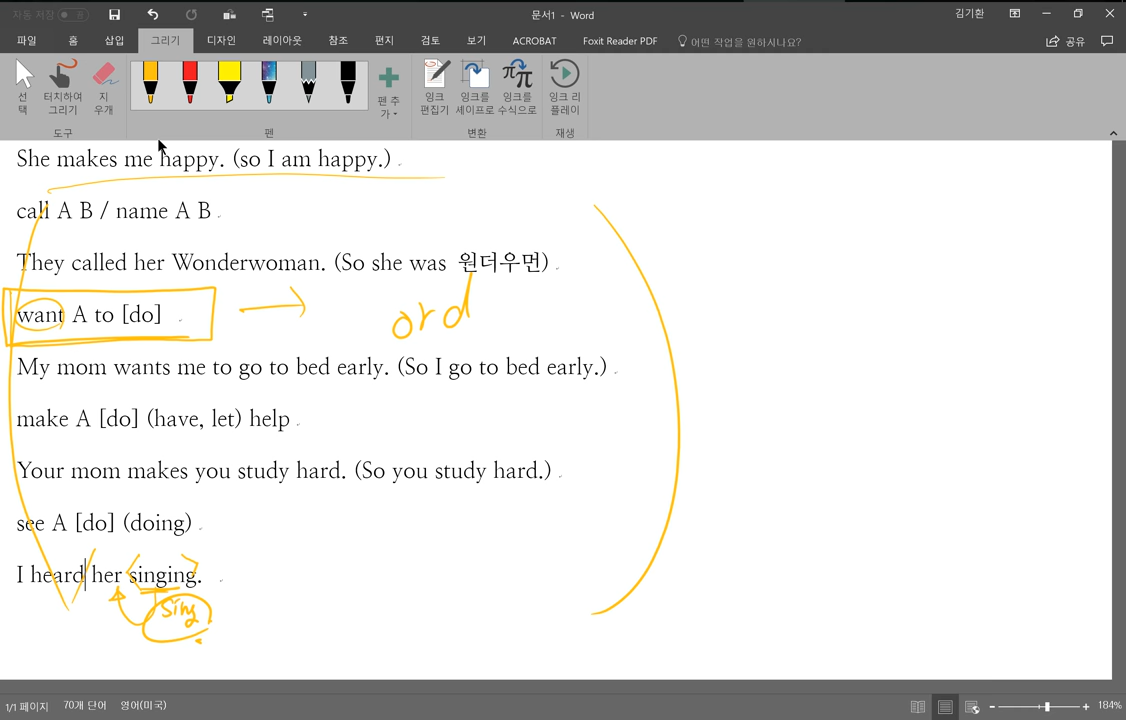 자동 저장 끔
문서1 - Word
김기환
파일 홈 삽입 그리기 디자인 레이아웃 참조 편지 검토 보기 ACROBAT Foxit Reader PDF 어떤 작업을 원하시나요? 공유
선택
터치하여 그리기
지우개
펜 추가
잉크 편집기
잉크를 셰이프로
잉크를 수식으로
잉크 리플레이
도구 펜 변환 재생
She makes me happy. (so I am happy.)
call A B / name A B
They called her Wonderwoman. (So she was 원더우먼)
want A to [do]
ord
My mom wants me to go to bed early. (So I go to bed early.)
make A [do] (have, let) help
Your mom makes you study hard. (So you study hard.)
see A [do] (doing)
I heard her singing.
sing
1/1 페이지 70개 단어 영어(미국) 184%